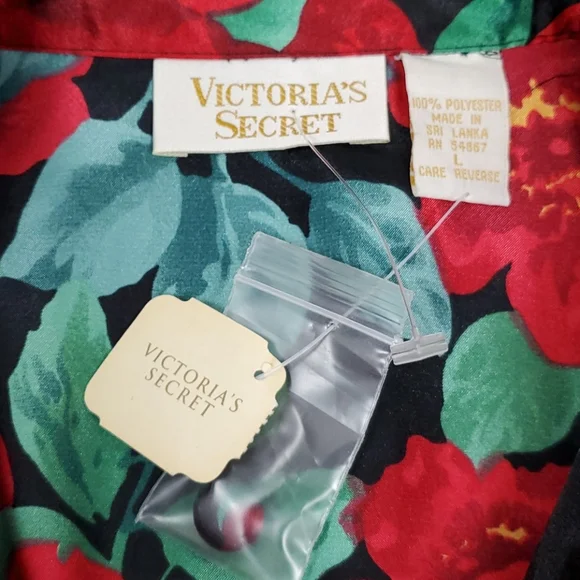 VICTORIA'S
SECRET
100% POLYESTER
MADE IN
SRI LANKA
RN 54867
L
CARE REVERSE
VICTORIA'S
SECRET